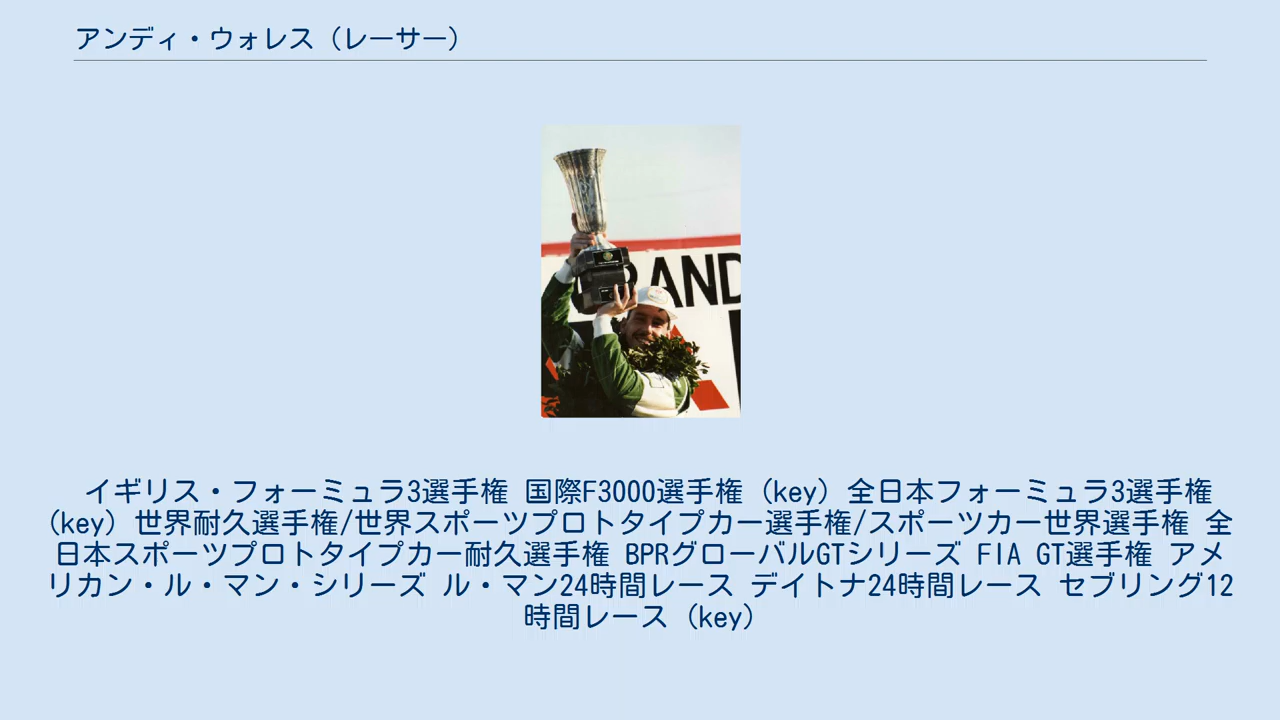 アンディ・ウォレス（レーサー）
RAND
イギリス・フォーミュラ3選手権 国際F3000選手権（key）全日本フォーミュラ3選手権
（key）世界耐久選手権/世界スポーツプロトタイプカー選手権/スポーツカー世界選手権 全
日本スポーツプロトタイプカー耐久選手権 BPRグローバルGTシリーズ FIA GT選手権 アメ
リカン・ル・マン・シリーズ ル・マン24時間レース デイトナ24時間レース セブリング12
時間レース（key）